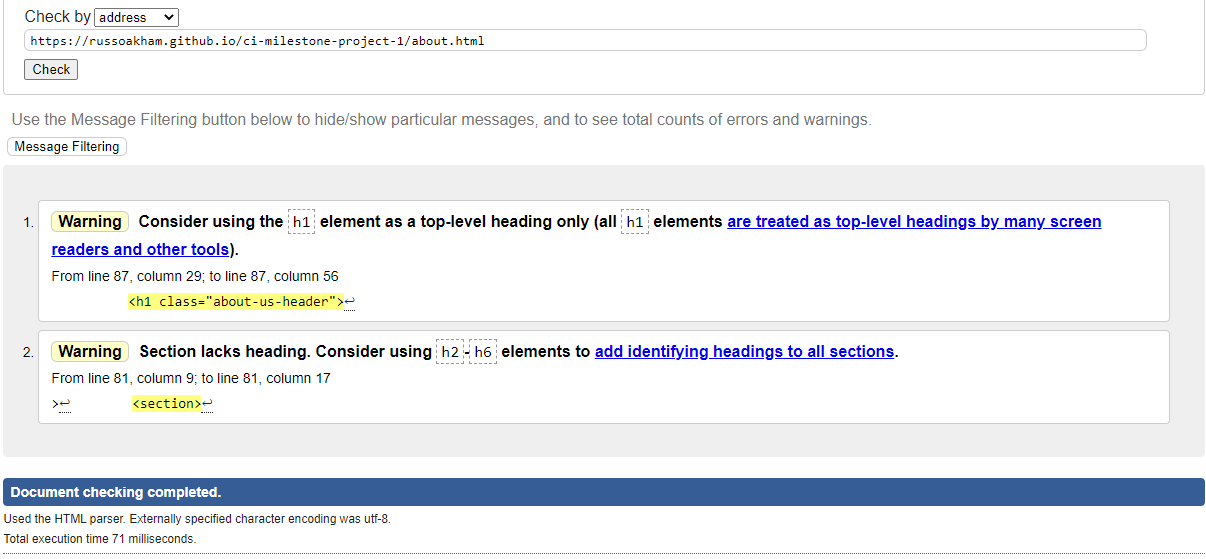 Check by address
https://russoakham.github.io/ci-milestone-project-1/about.html
Check
Use the Message Filtering button below to hide/show particular messages, and to see total counts of errors and warnings.
Message Filtering
1. Warning Consider using the h1 element as a top-level heading only (all h1 elements are treated as top-level headings by many screen
readers and other tools).
From line 87, column 29; to line 87, column 56
<h1 class="about-us-header">↩
2. Warning Section lacks heading. Consider using h2-h6 elements to add identifying headings to all sections.
From line 81, column 9; to line 81, column 17
>↩ <section>↩
Document checking completed.
Used the HTML parser. Externally specified character encoding was utf-8.
Total execution time 71 milliseconds.